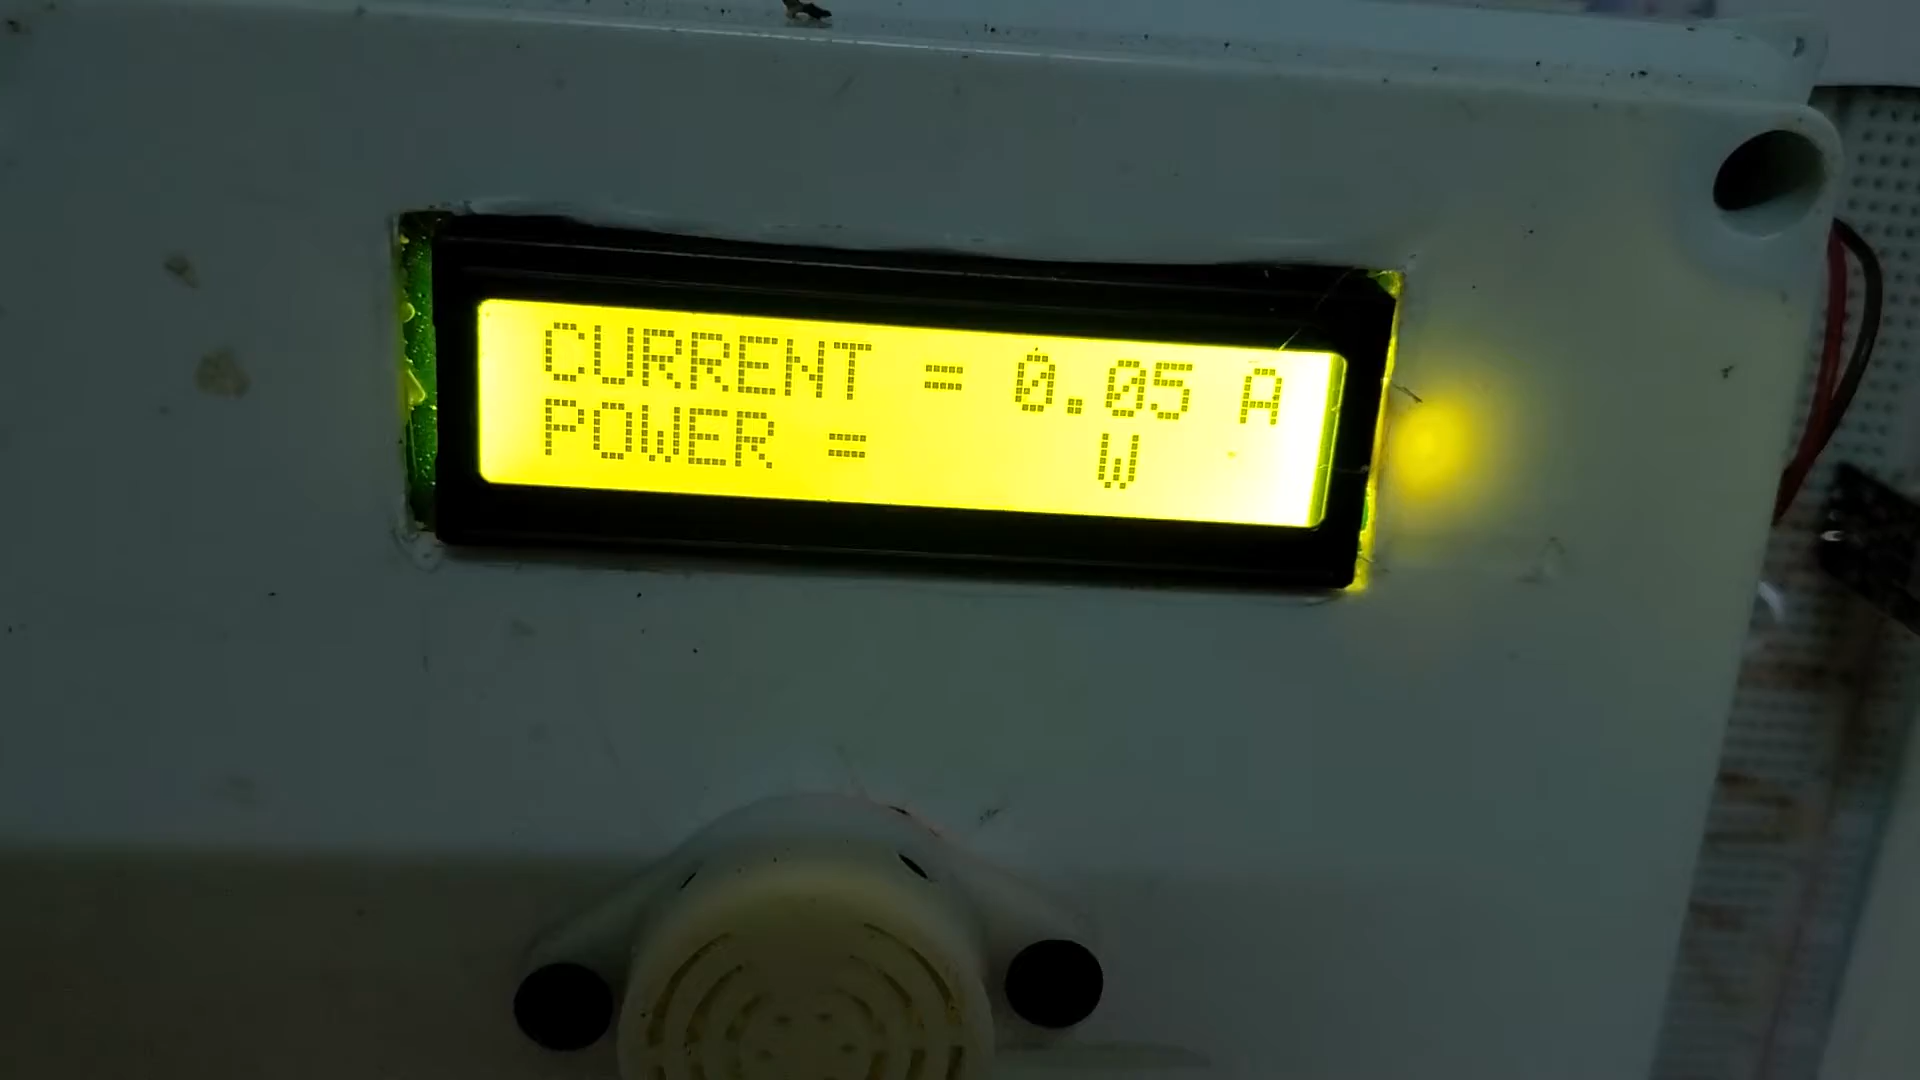 CURRENT = 0.05 A
POWER = W